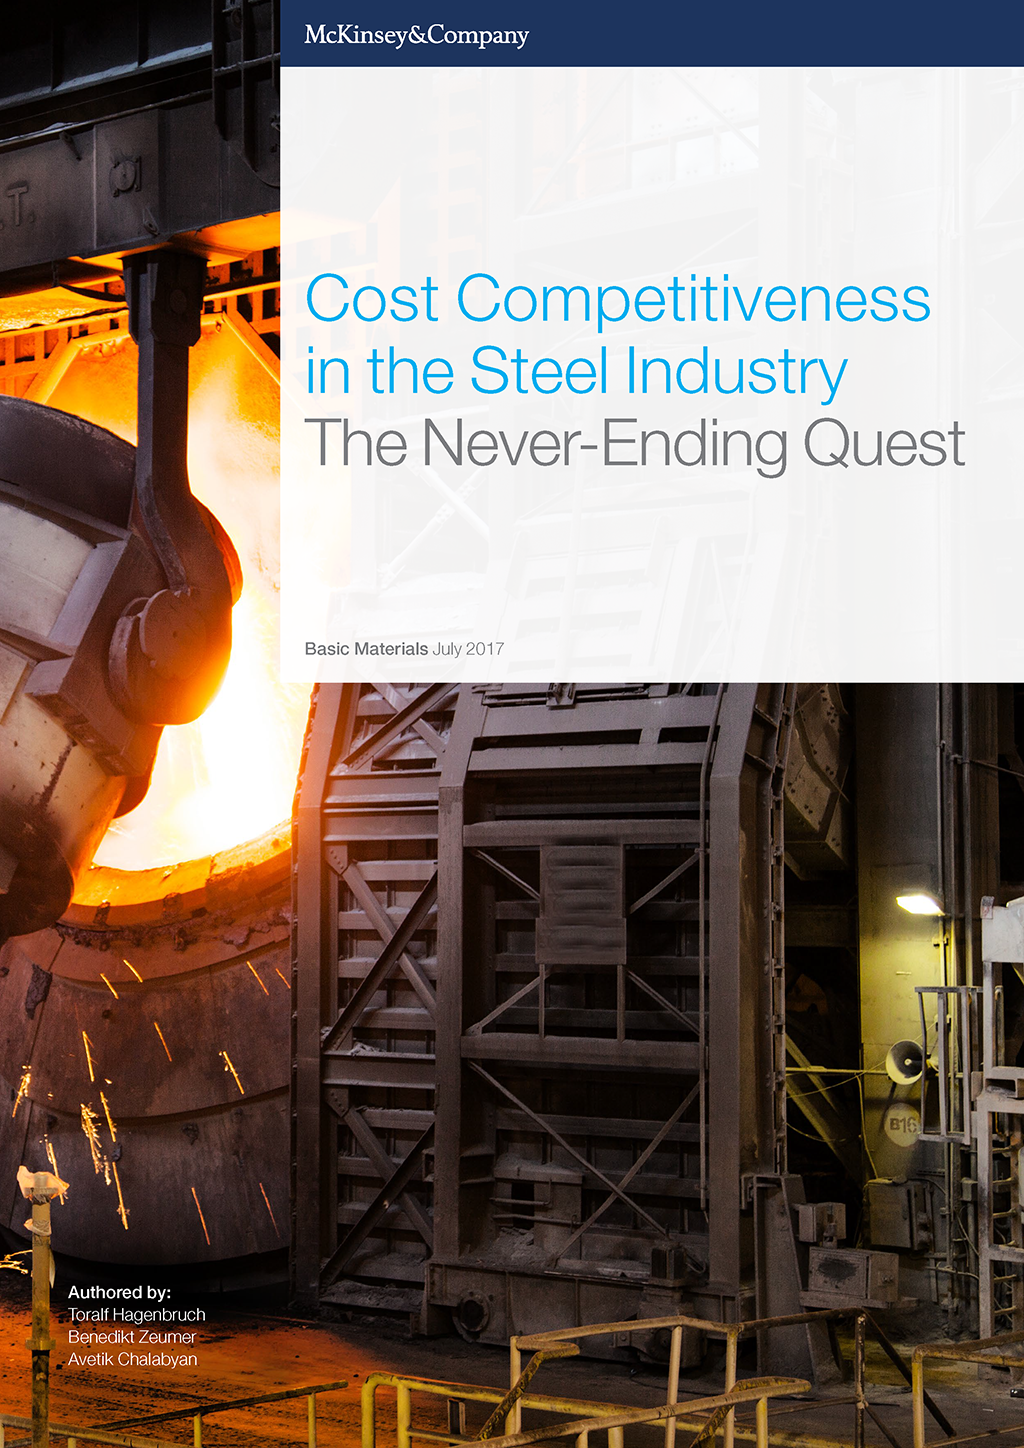 McKinsey&Company
Cost Competitiveness
in the Steel Industry
The Never-Ending Quest
Basic Materials July 2017
T.
B16
Authored by:
Toralf Hagenbruch
Benedikt Zeumer
Avetik Chalabyan